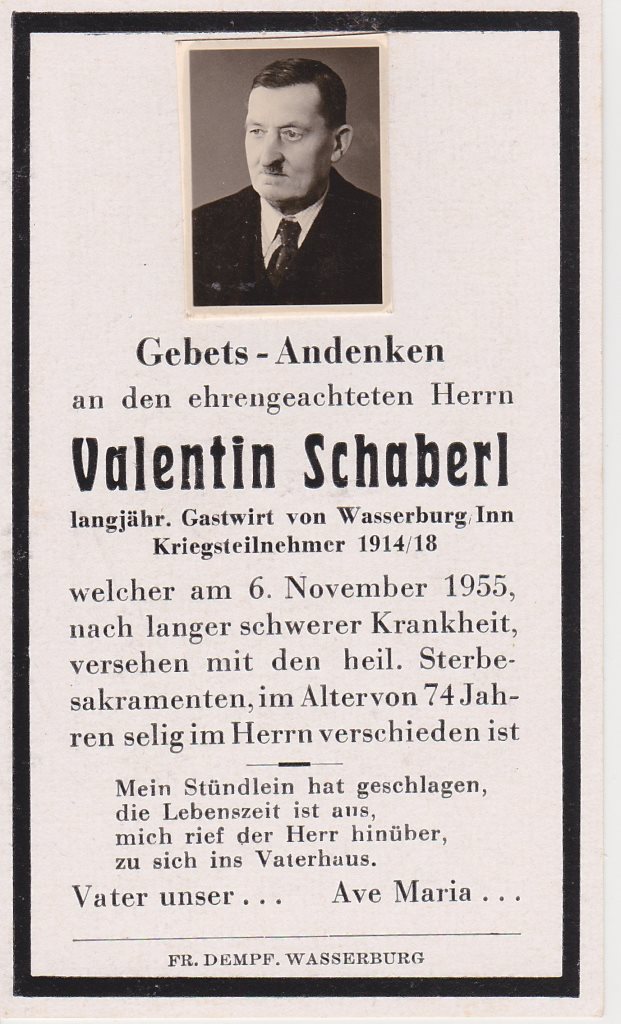 Gebets-Andenken
an den ehrengeachteten Herrn
Valentin Schaberl
langjähr. Gastwirt von Wasserburg/Inn
Kriegsteilnehmer 1914/18
welcher am 6. November 1955,
nach langer schwerer Krankheit,
versehen mit den heil. Sterbe-
sakramenten, im Alter von 74 Jah-
ren selig im Herrn verschieden ist
Mein Stündlein hat geschlagen,
die Lebenszeit ist aus,
mich rief der Herr hinüber,
zu sich ins Vaterhaus.
Vater unser . . . Ave Maria . . .
FR. DEMPF. WASSERBURG